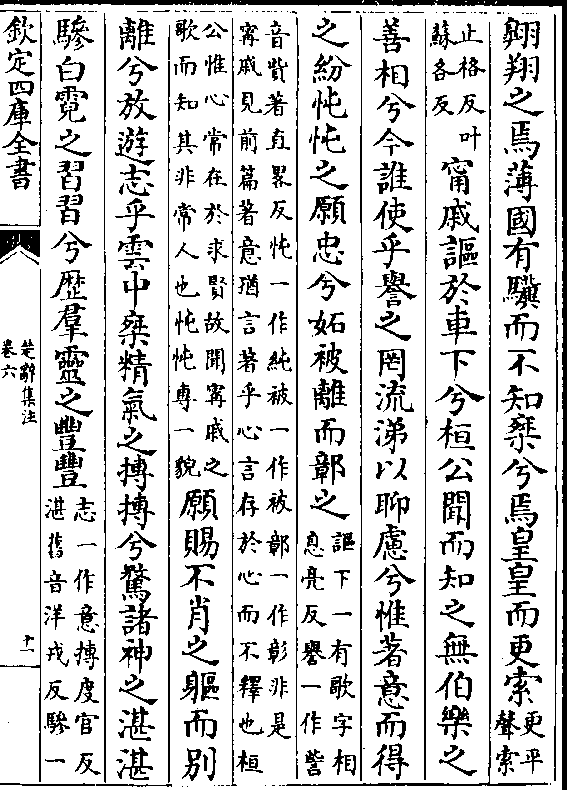 翺翔之焉薄國有驥而不知椉兮焉皇皇而更索
更平
聲索
止格反叶
蘇各反
甯戚謳於車下兮桓公聞而知之無伯樂之
善相兮今誰使乎譽之罔流涕以聊慮兮惟著意而得
之紛忳忳之願忠兮妬被離而鄣之
謳下一有歌字相
息亮反譽一作訾
音貲著直畧反忳一作純被一作被鄣一作彰非是
甯戚見前篇著意猶言著乎心言存於心而不釋也桓
公惟心常在於求賢故聞甯戚之
歌而知其非常人也忳忳專一貌
願賜不肖之軀而别
離兮放遊志乎雲中椉精氣之摶摶兮驚諸神之湛湛
驂白霓之習習兮歴羣靈之豐豐
志一作意摶度官反
湛舊音洋戎反驂一
欽定四庫全書
楚辭集注
卷六
十一